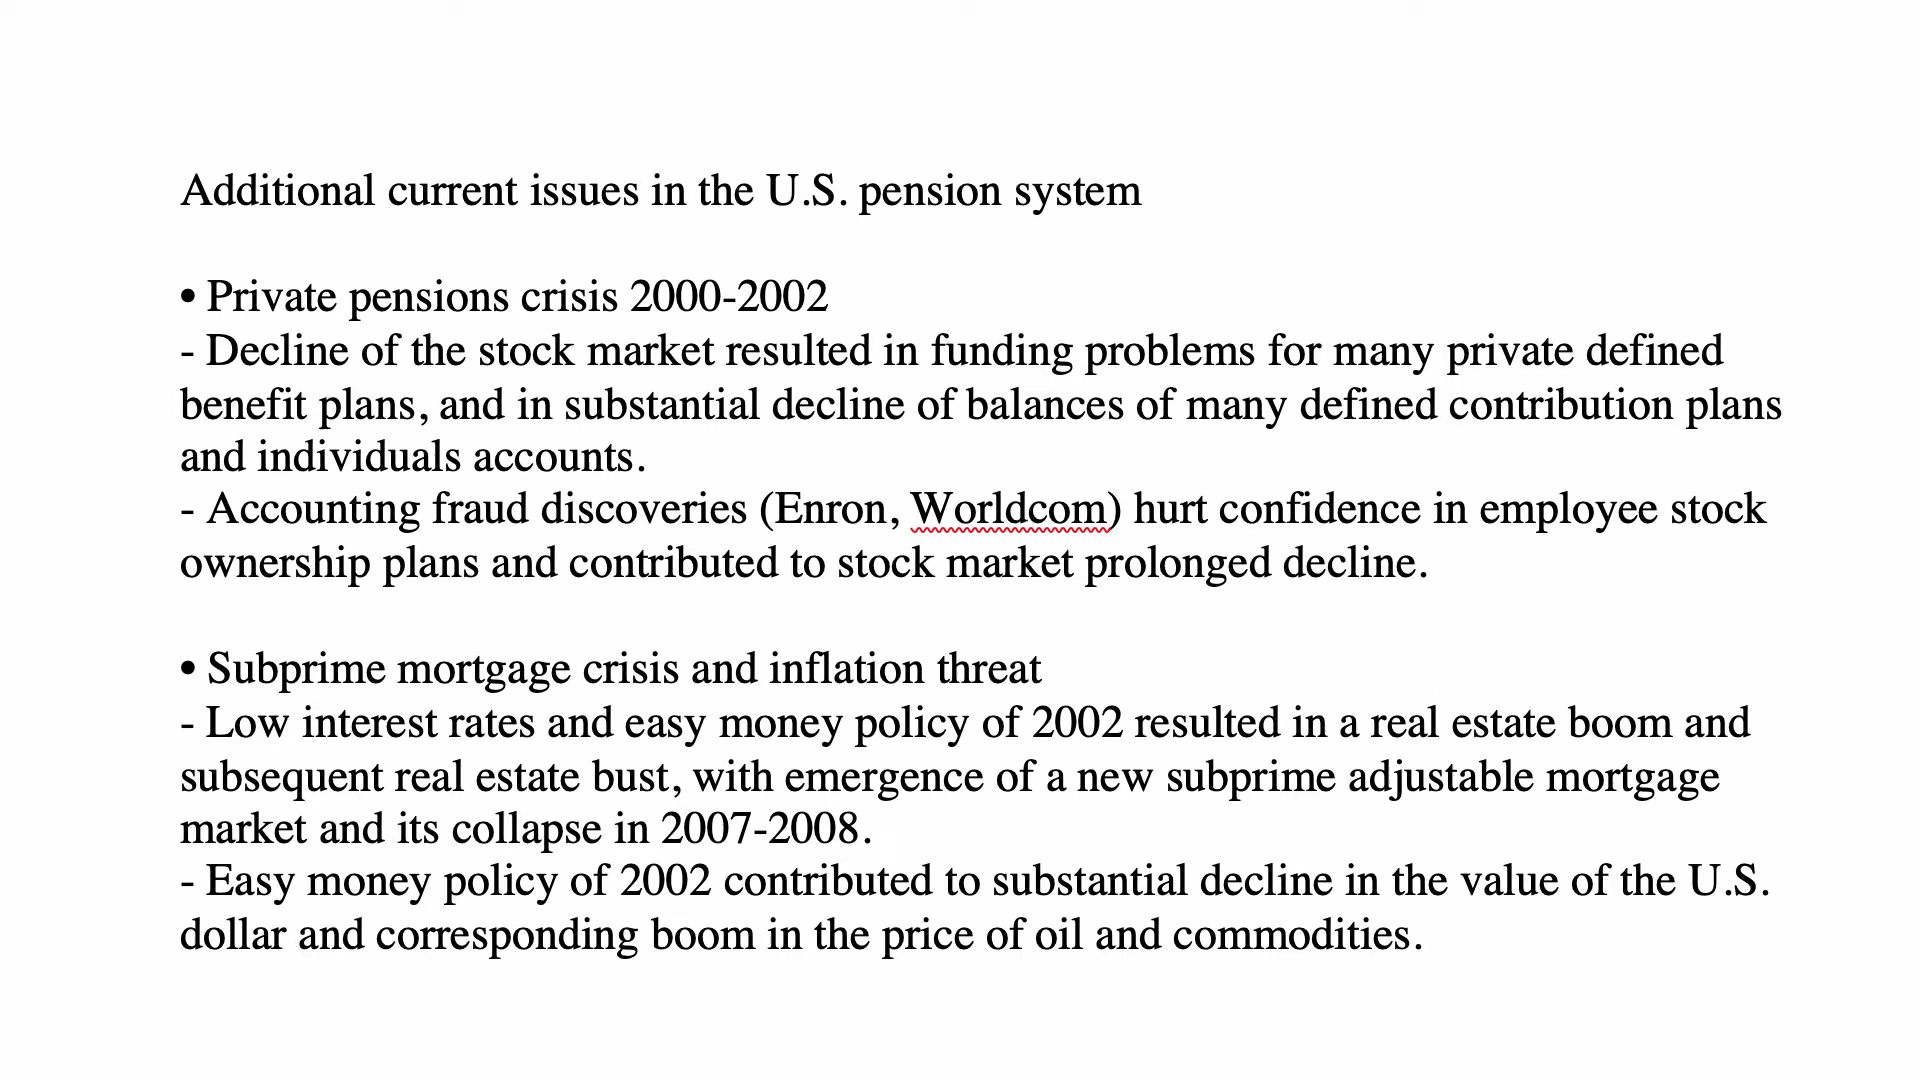 Additional current issues in the U.S. pension system
• Private pensions crisis 2000-2002
- Decline of the stock market resulted in funding problems for many private defined
benefit plans, and in substantial decline of balances of many defined contribution plans
and individuals accounts.
- Accounting fraud discoveries (Enron, Worldcom) hurt confidence in employee stock
ownership plans and contributed to stock market prolonged decline.
• Subprime mortgage crisis and inflation threat
- Low interest rates and easy money policy of 2002 resulted in a real estate boom and
subsequent real estate bust, with emergence of a new subprime adjustable mortgage
market and its collapse in 2007-2008.
- Easy money policy of 2002 contributed to substantial decline in the value of the U.S.
dollar and corresponding boom in the price of oil and commodities.